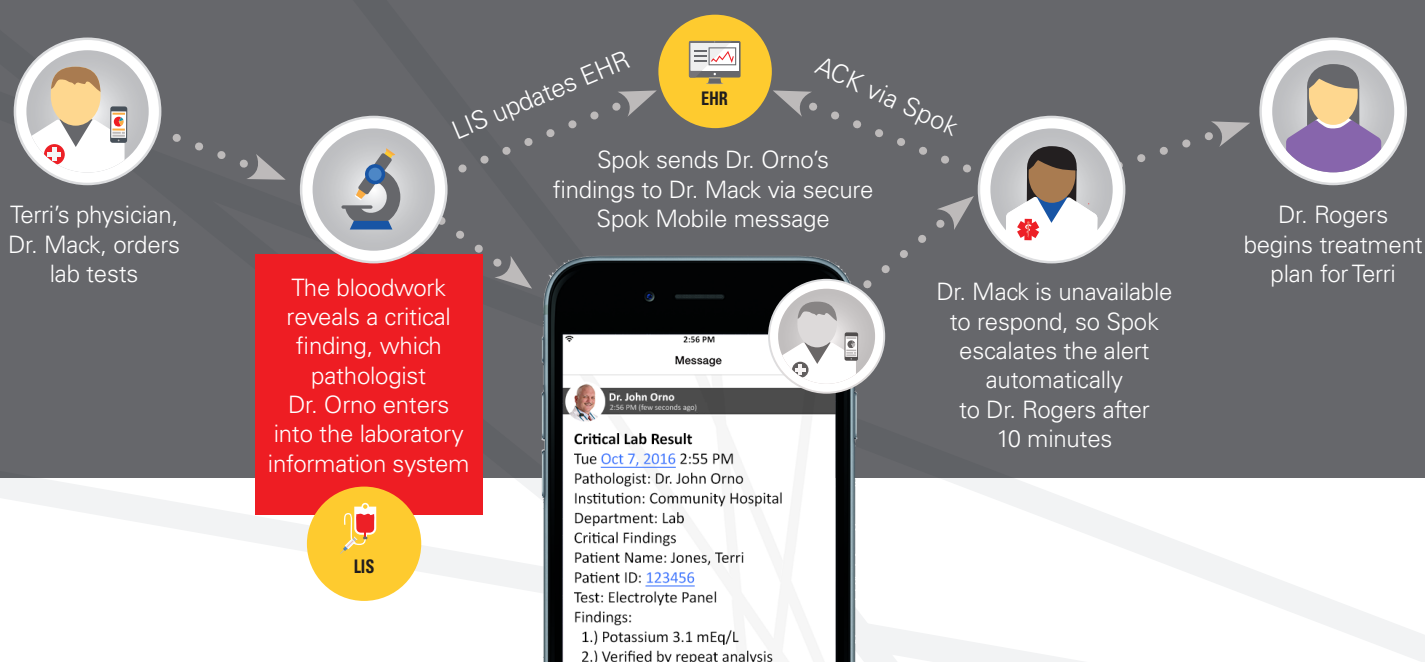 Terri's physician,
Dr. Mack, orders
lab tests
The bloodwork
reveals a critical
finding, which
pathologist
Dr. Orno enters
into the laboratory
information system
LIS
LIS updates EHR
EHR
ACK via Spok
Spok sends Dr. Orno's
findings to Dr. Mack via secure
Spok Mobile message
2:56 PM
Message
Dr. John Orno
2:56 PM (few seconds ago)
Critical Lab Result
Tue Oct 7, 2016 2:55 PM
Pathologist: Dr. John Orno
Institution: Community Hospital
Department: Lab
Critical Findings
Patient Name: Jones, Terri
Patient ID: 123456
Test: Electrolyte Panel
Findings:
1.) Potassium 3.1 mEq/L
2.) Verified by repeat analysis
Dr. Mack is unavailable
to respond, so Spok
escalates the alert
automatically
to Dr. Rogers after
10 minutes
Dr. Rogers
begins treatment
plan for Terri